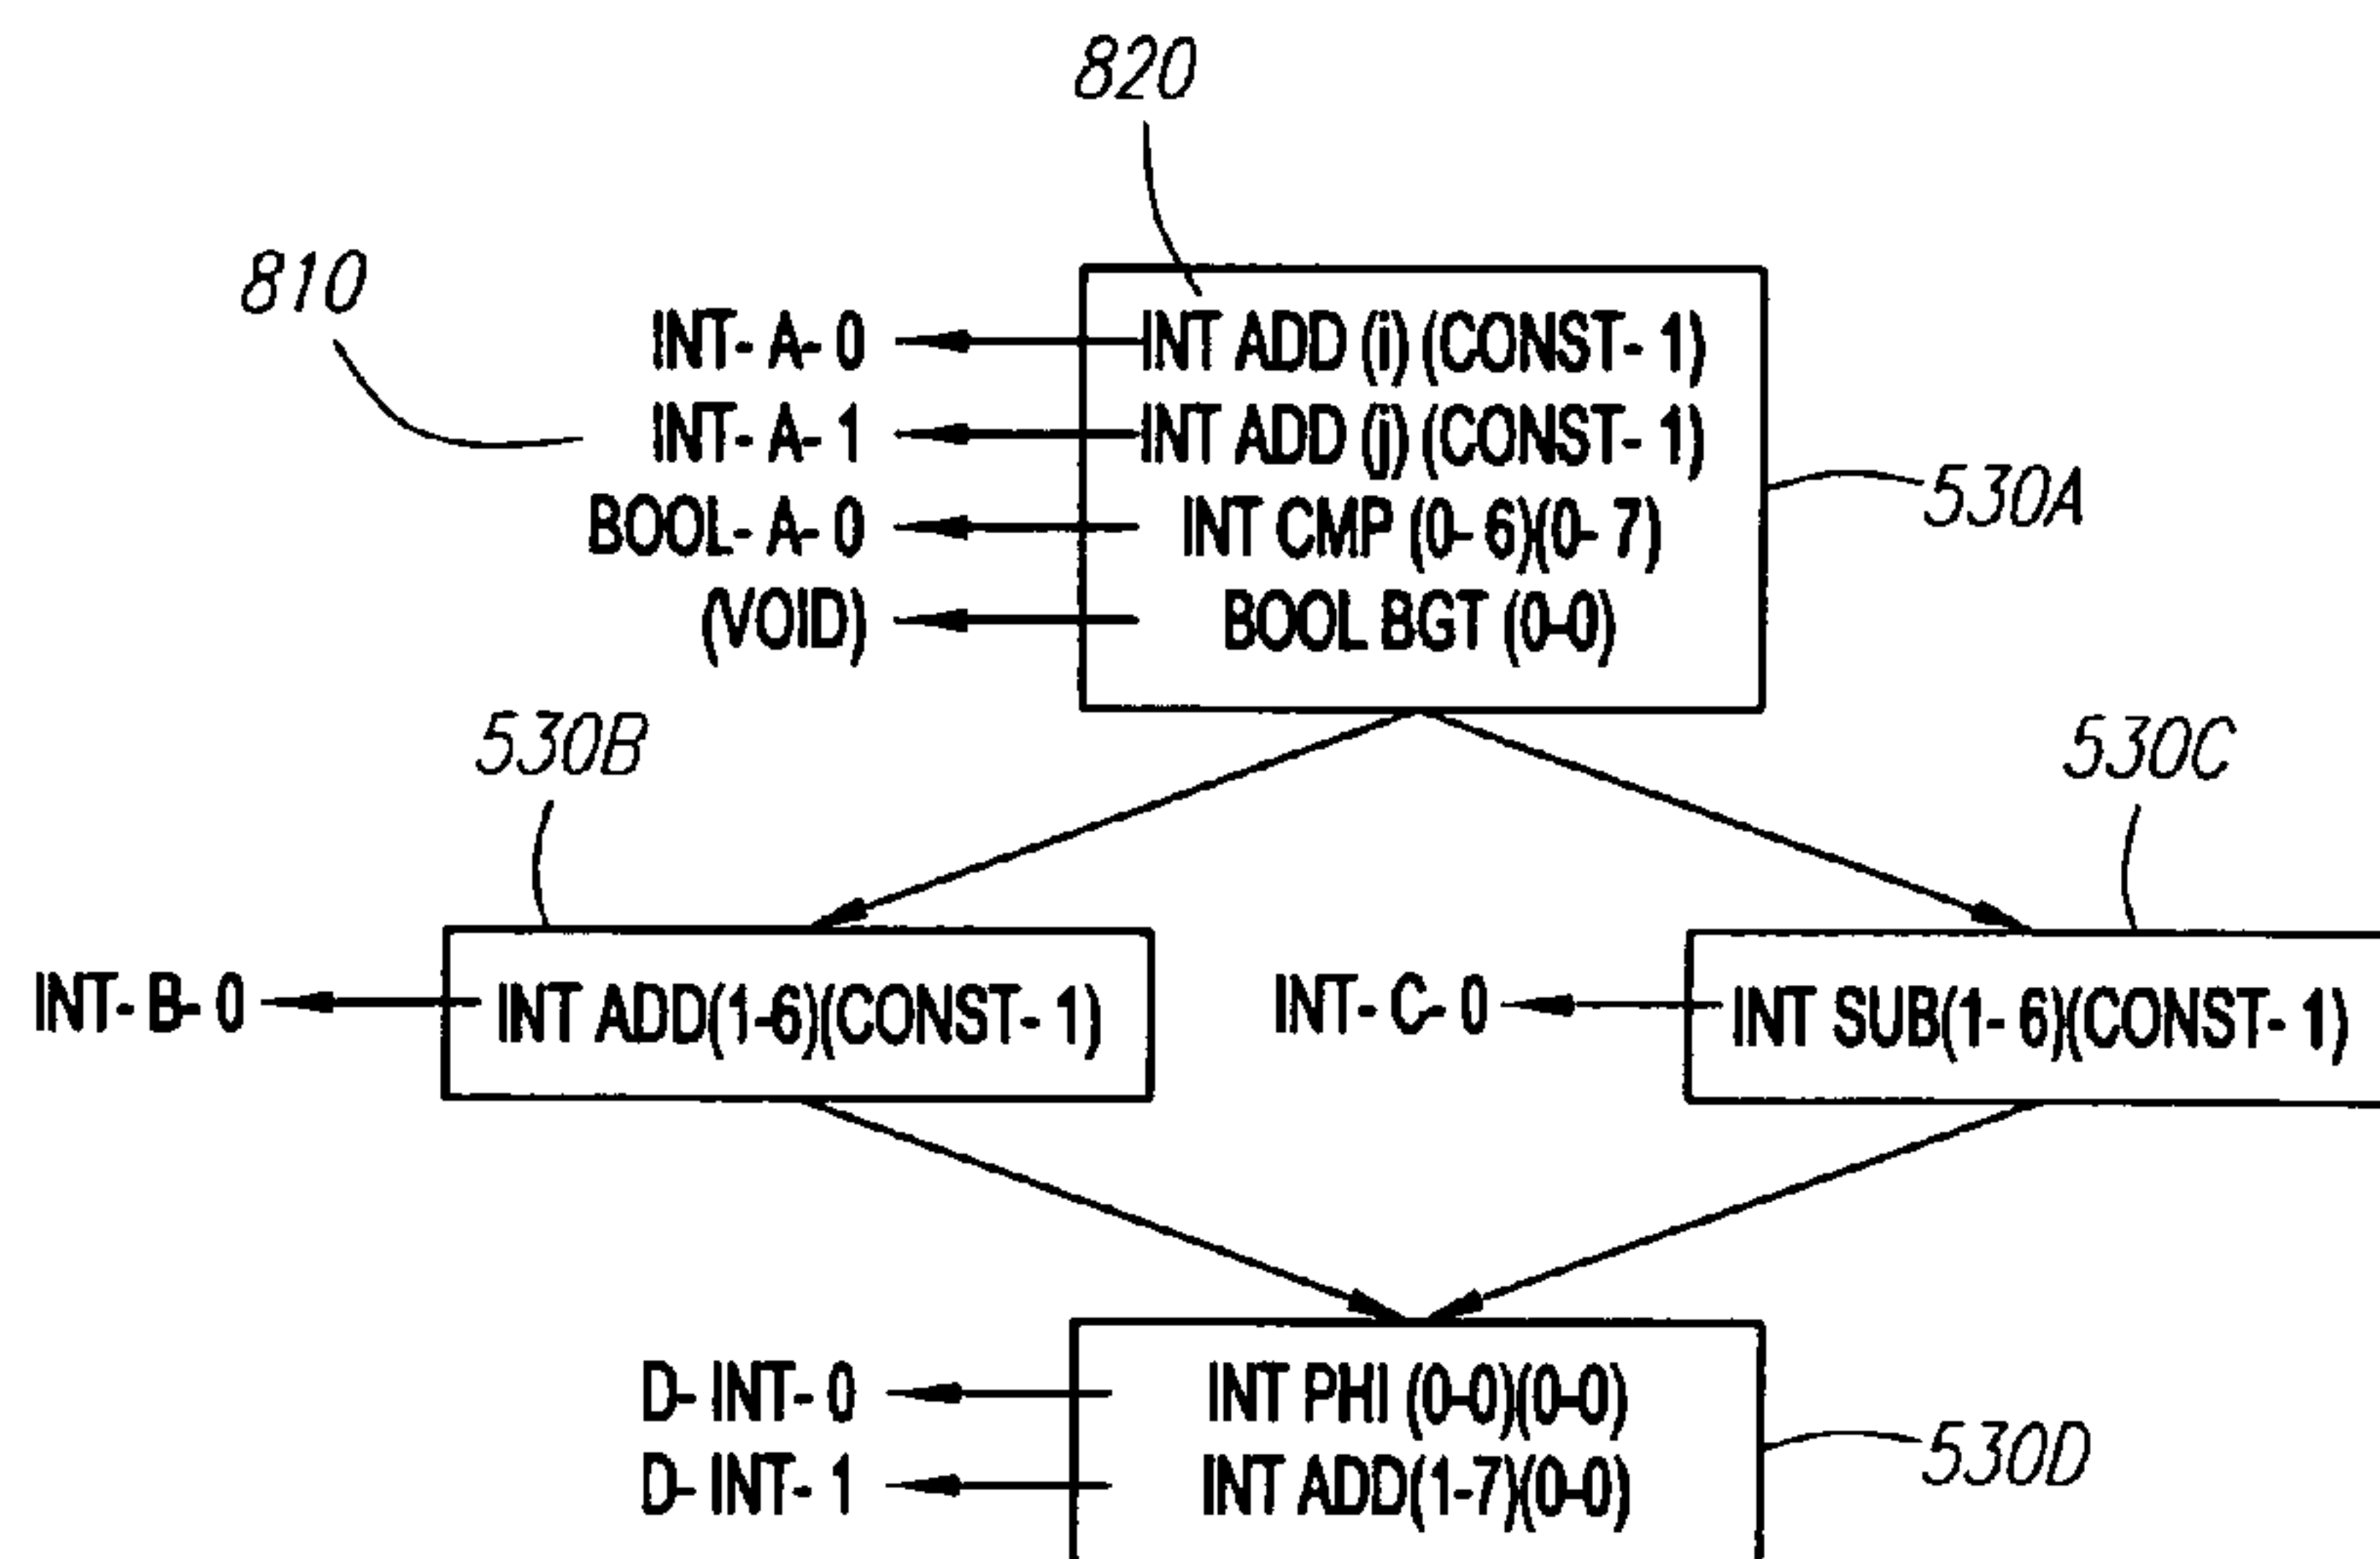 820
810
INT- A- 0 INT ADD (i) (CONST- 1)
INT- A- 1 INT ADD (j) (CONST- 1)
530A
BOOL- A- 0 INT CMP (0- 6)(0- 7)
(VOID) BOOL BGT (0-0)
530B 530C
INT- B- 0 INT ADD(1-6)(CONST- 1) INT- C- 0 INT SUB(1- 6)(CONST- 1)
D- INT- 0 INT PHI (0-0)(0-0)
530D
D- INT- 1 INT ADD(1-7)(0-0)